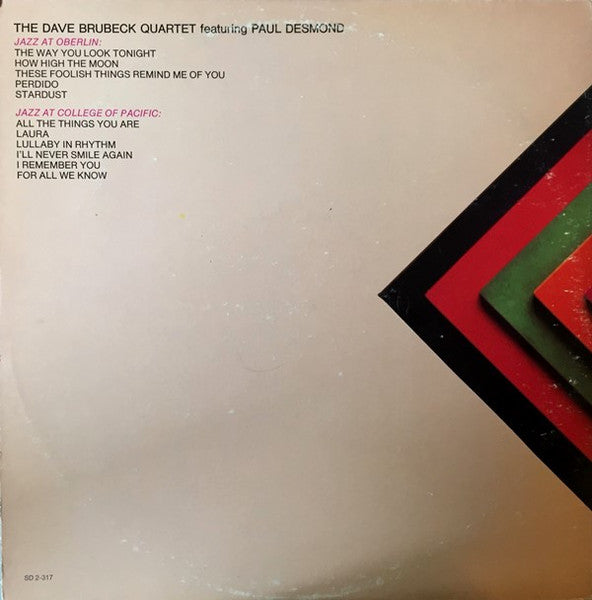 THE DAVE BRUBECK QUARTET featuring PAUL DESMOND
JAZZ AT OBERLIN:
THE WAY YOU LOOK TONIGHT
HOW HIGH THE MOON
THESE FOOLISH THINGS REMIND ME OF YOU
PERDIDO
STARDUST
JAZZ AT COLLEGE OF PACIFIC:
ALL THE THINGS YOU ARE
LAURA
LULLABY IN RHYTHM
I'LL NEVER SMILE AGAIN
I REMEMBER YOU
FOR ALL WE KNOW
SD 2-317